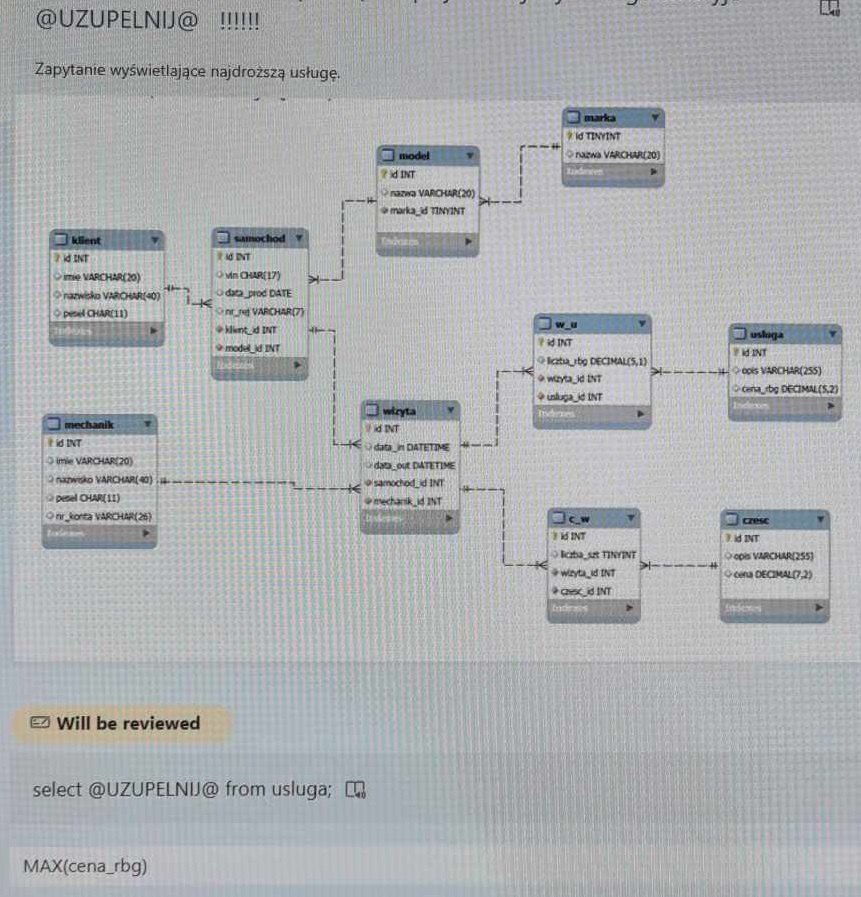 @UZUPELNIJ@ !!!!!!
Zapytanie wyświetlające najdroższą usługę.
marka
id TINYINT
nazwa VARCHAR(20)
Indexes
model
id INT
nazwa VARCHAR(20)
marka_id TINYINT
Indexes
klient
id INT
imie VARCHAR(20)
nazwisko VARCHAR(40)
pesel CHAR(11)
Indexes
samochod
id INT
vin CHAR(17)
data_prod DATE
nr_rej VARCHAR(7)
klient_id INT
model_id INT
Indexes
w_u
id INT
liczba_rbg DECIMAL(5,1)
wizyta_id INT
usluga_id INT
Indexes
usluga
id INT
opis VARCHAR(255)
cena_rbg DECIMAL(5,2)
Indexes
mechanik
id INT
imie VARCHAR(20)
nazwisko VARCHAR(40)
pesel CHAR(11)
nr_konta VARCHAR(26)
Indexes
wizyta
id INT
data_in DATETIME
data_out DATETIME
samochod_id INT
mechanik_id INT
Indexes
c_w
id INT
liczba_szt TINYINT
wizyta_id INT
czesc_id INT
Indexes
czesc
id INT
opis VARCHAR(255)
cena DECIMAL(7,2)
Indexes
Will be reviewed
select @UZUPELNIJ@ from usluga;
MAX(cena_rbg)